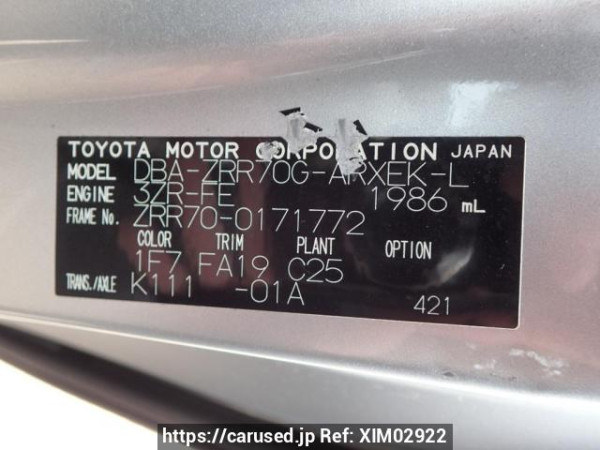 TOYOTA MOTOR CORPORATION JAPAN
MODEL DBA-ZRR70G-ARXEK-L
ENGINE 3ZR-FE 1986 mL
FRAME No. ZRR70-0171772
COLOR TRIM PLANT OPTION
1F7 FA19 C25
TRANS./AXLE K111 -01A
421
https://carused.jp Ref: XIM02922